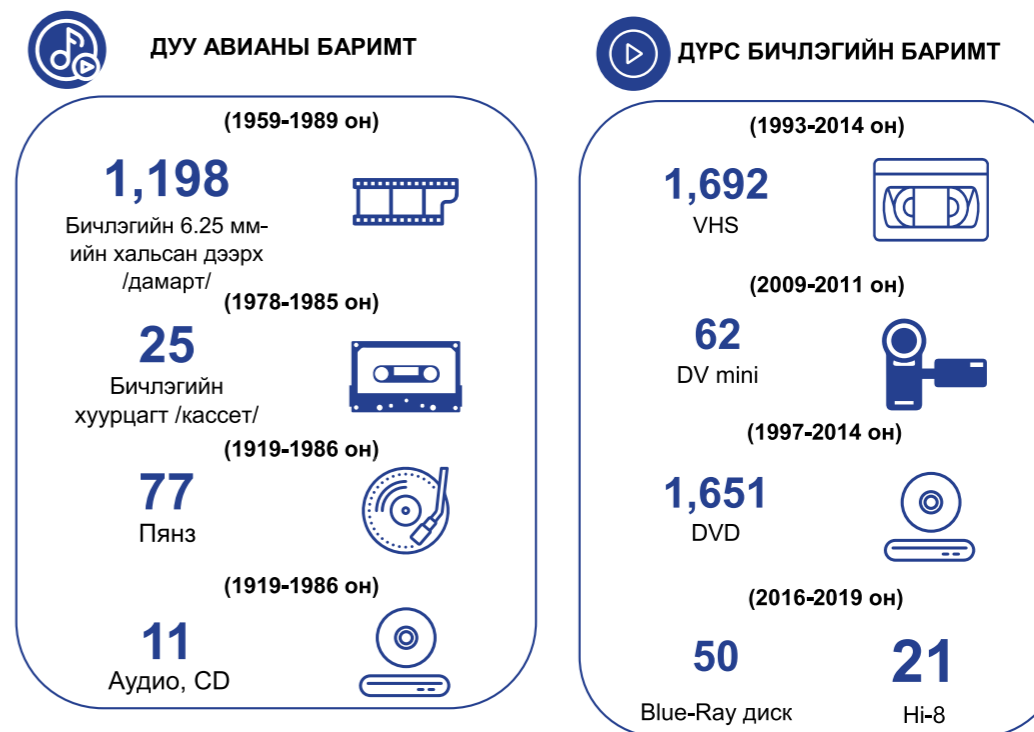 ДУУ АВИАНЫ БАРИМТ
(1959-1989 он)
1,198
Бичлэгийн 6.25 мм-
ийн хальсан дээрх
/дамарт/
(1978-1985 он)
25
Бичлэгийн
хуурцагт /кассет/
(1919-1986 он)
77
Пянз
(1919-1986 он)
11
Аудио, CD
ДҮРС БИЧЛЭГИЙН БАРИМТ
(1993-2014 он)
1,692
VHS
(2009-2011 он)
62
DV mini
(1997-2014 он)
1,651
DVD
(2016-2019 он)
50
Blue-Ray диск
21
Hi-8